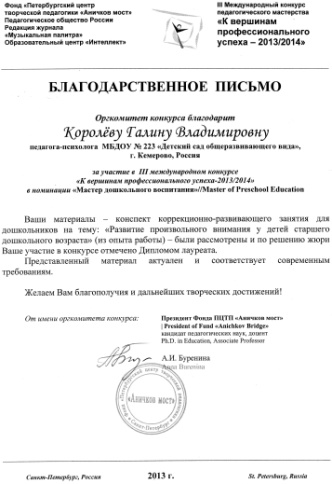 Фонд «Петербургский центр
творческой педагогики «Аничков мост»
Педагогическое общество России
Редакция журнала
«Музыкальная палитра»
Образовательный центр «Интеллект»
III Международный конкурс
педагогического мастерства
«К вершинам
профессионального
успеха – 2013/2014»
БЛАГОДАРСТВЕННОЕ ПИСЬМО
Оргкомитет конкурса благодарит
Королёву Галину Владимировну
педагога-психолога МБДОУ № 223 «Детский сад общеразвивающего вида»,
г. Кемерово, Россия
за участие в III международном конкурсе
«К вершинам профессионального успеха-2013/2014»
в номинации «Мастер дошкольного воспитания»//Master of Preschool Education
Ваши материалы – конспект коррекционно-развивающего занятия для
дошкольников на тему: «Развитие произвольного внимания у детей старшего
дошкольного возраста» (из опыта работы) – были рассмотрены и по решению жюри
Ваше участие в конкурсе отмечено Дипломом лауреата.
Представленный материал актуален и соответствует современным
требованиям.
Желаем Вам благополучия и дальнейших творческих достижений!
От имени оргкомитета конкурса:
Президент Фонда ПЦТП «Аничков мост»
| President of Fund «Anichkov Bridge»
кандидат педагогических наук, доцент
Ph.D. in Education, Associate Professor
А.И. Буренина
Anna Burenina
«Аничков мост»
Санкт-Петербург, Россия
2013 г.
St. Petersburg, Russia